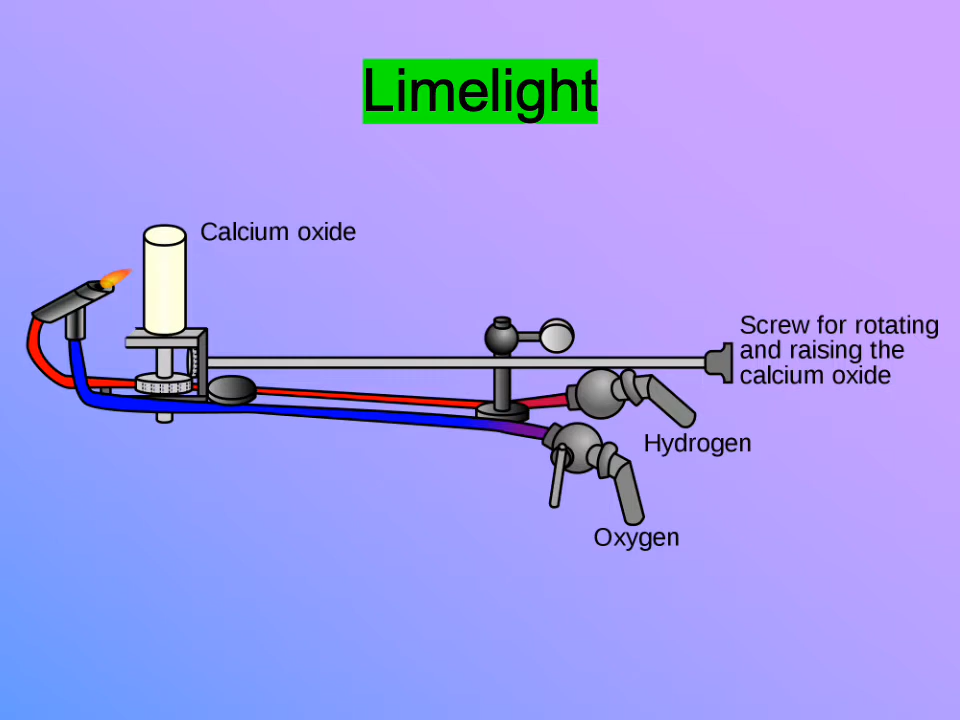 Limelight
Calcium oxide
Screw for rotating
and raising the
calcium oxide
Hydrogen
Oxygen